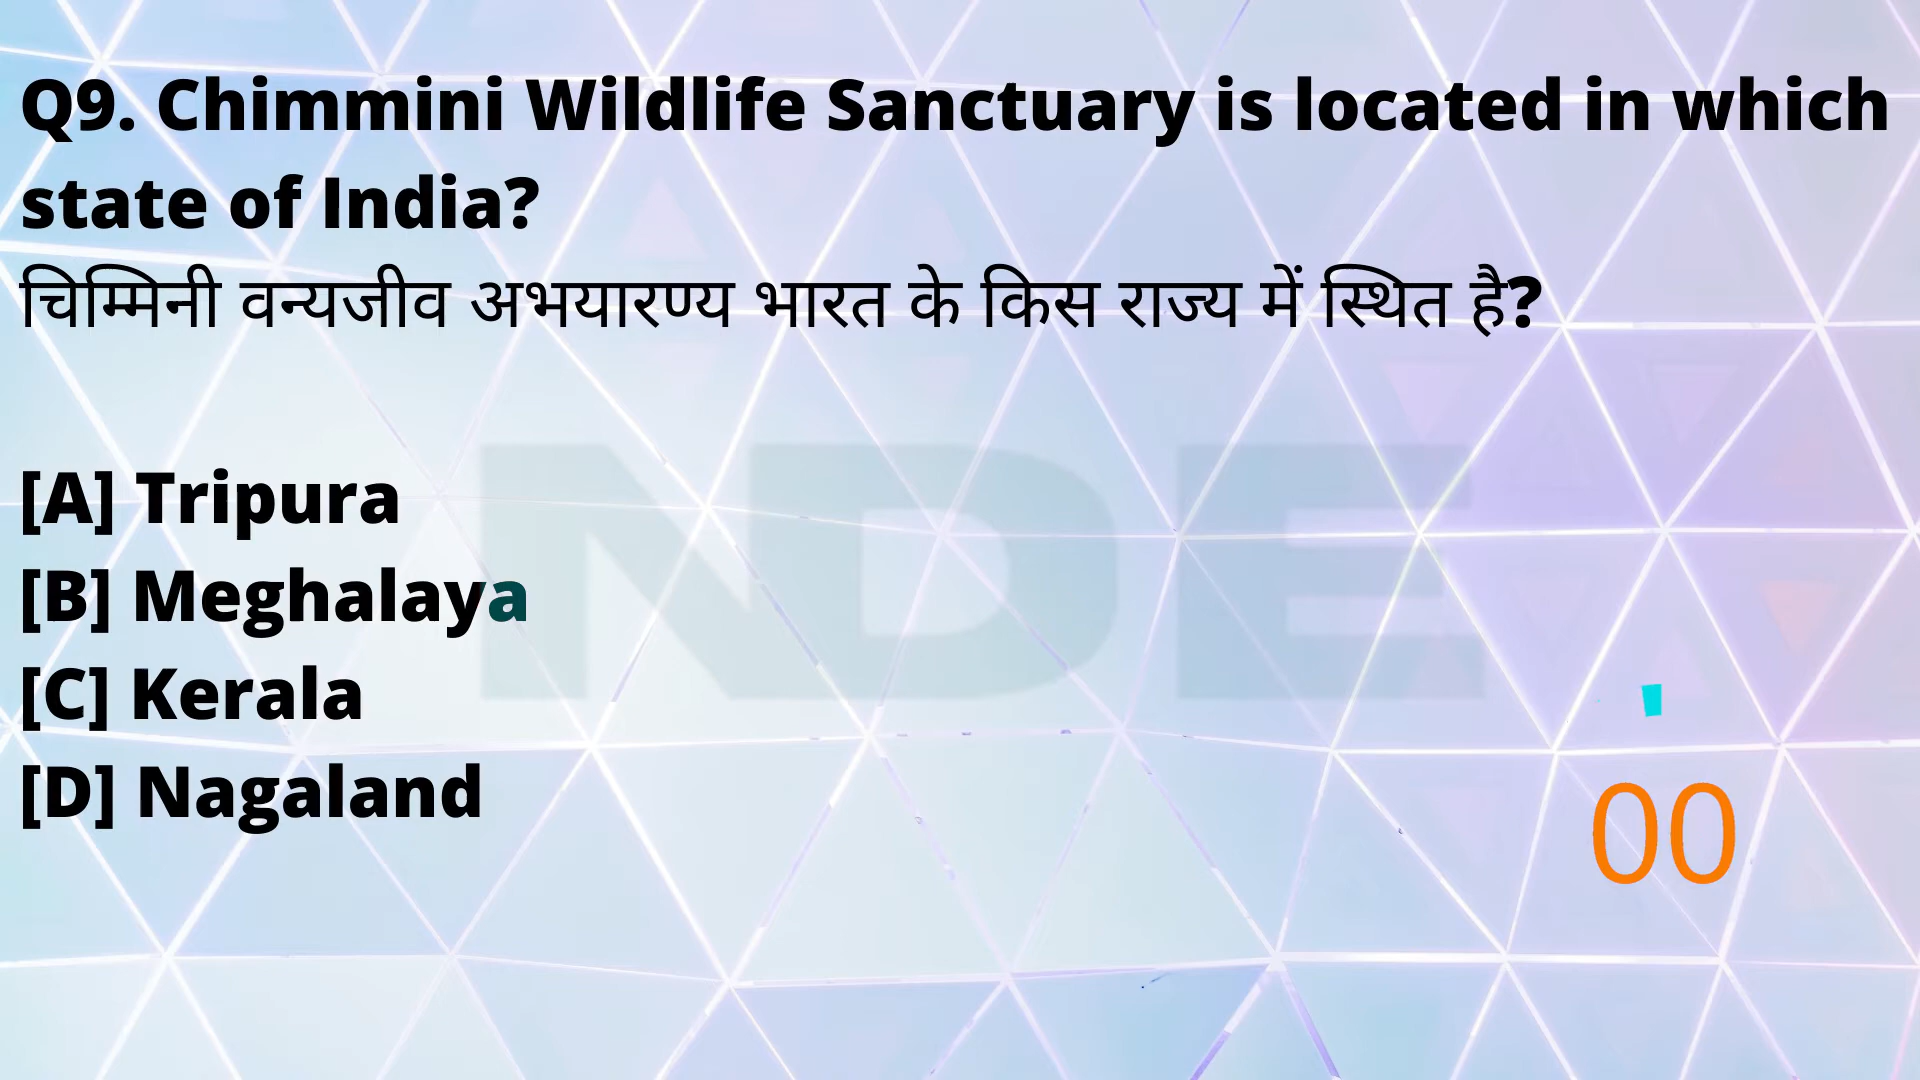 Q9. Chimmini Wildlife Sanctuary is located in which
state of India?
चिम्मिनी वन्यजीव अभयारण्य भारत के किस राज्य में स्थित है?
[A] Tripura
[B] Meghalaya
[C] Kerala
[D] Nagaland
NDE
00